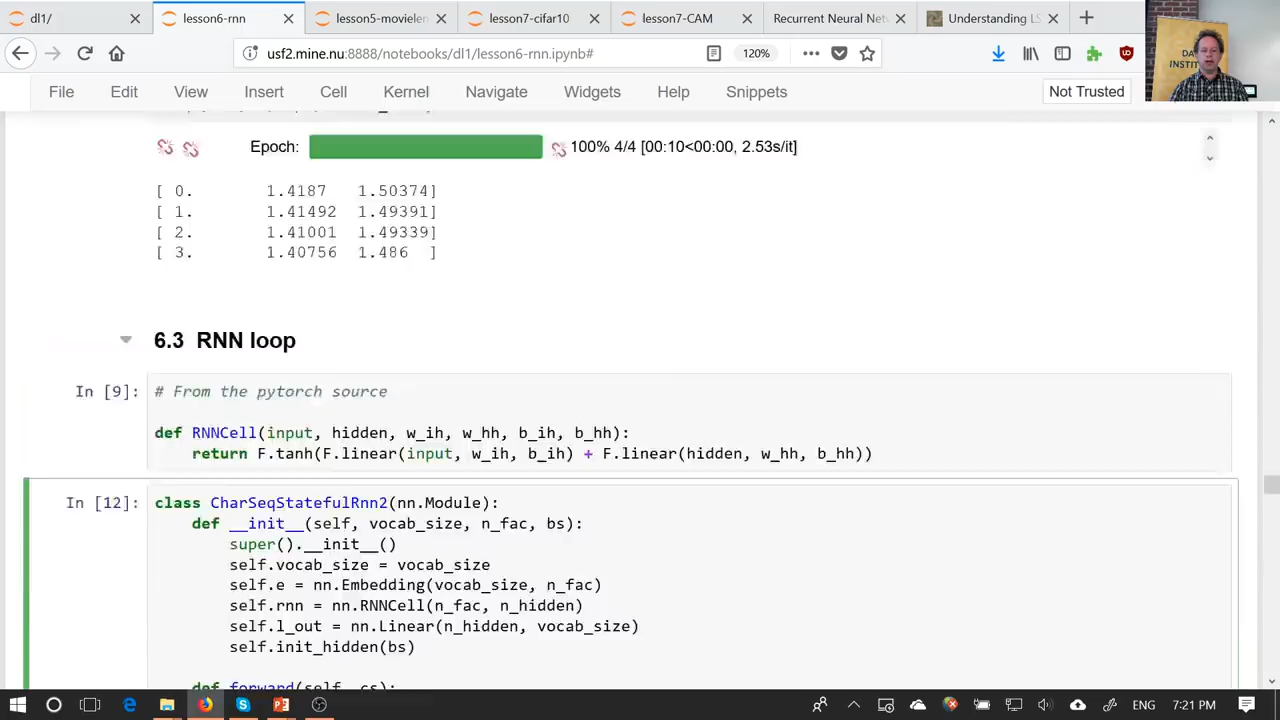 dl1/
lesson6-rnn
lesson5-movielen
lesson7-cifar10
lesson7-CAM
Recurrent Neural Ne
Understanding LS
usf2.mine.nu:8888/notebooks/dl1/lesson6-rnn.ipynb#
120%
File Edit View Insert Cell Kernel Navigate Widgets Help Snippets
Not Trusted
Epoch: 100% 4/4 [00:10<00:00, 2.53s/it]
[ 0. 1.4187 1.50374]
[ 1. 1.41492 1.49391]
[ 2. 1.41001 1.49339]
[ 3. 1.40756 1.486 ]
6.3 RNN loop
In [9]: # From the pytorch source
def RNNCell(input, hidden, w_ih, w_hh, b_ih, b_hh):
return F.tanh(F.linear(input, w_ih, b_ih) + F.linear(hidden, w_hh, b_hh))
In [12]: class CharSeqStatefulRnn2(nn.Module):
def __init__(self, vocab_size, n_fac, bs):
super().__init__()
self.vocab_size = vocab_size
self.e = nn.Embedding(vocab_size, n_fac)
self.rnn = nn.RNNCell(n_fac, n_hidden)
self.l_out = nn.Linear(n_hidden, vocab_size)
self.init_hidden(bs)
def forward(self, cs):
ENG 7:21 PM